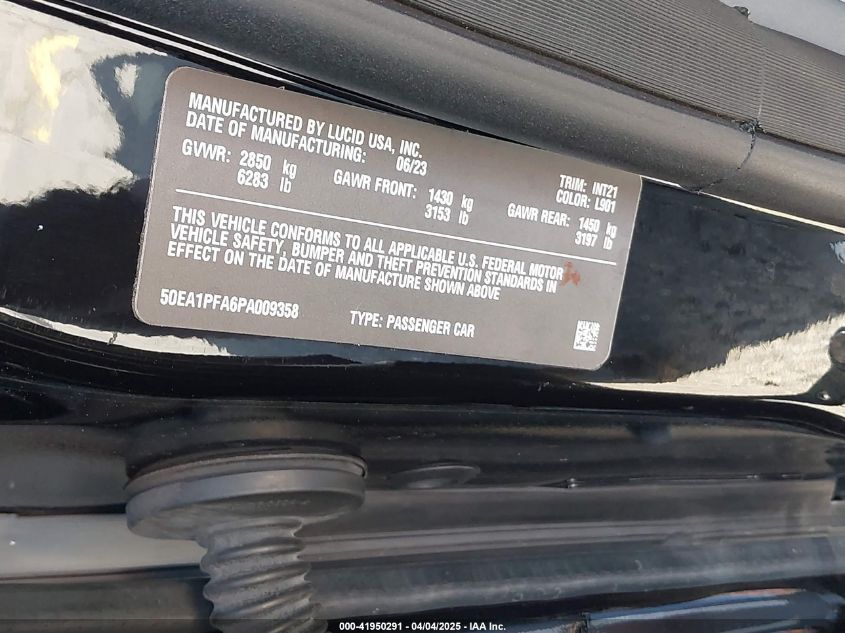 MANUFACTURED BY LUCID USA, INC.
DATE OF MANUFACTURING: 06/23
TRIM: INT21
COLOR: L901
GVWR: 2850 kg
6283 lb
GAWR FRONT: 1430 kg
3153 lb
GAWR REAR: 1450 kg
3197 lb
THIS VEHICLE CONFORMS TO ALL APPLICABLE U.S. FEDERAL MOTOR
VEHICLE SAFETY, BUMPER AND THEFT PREVENTION STANDARDS IN
EFFECT ON THE DATE OF MANUFACTURE SHOWN ABOVE
50EA1PFA6PA009358
TYPE: PASSENGER CAR
000-41950291 - 04/04/2025 - IAA Inc.